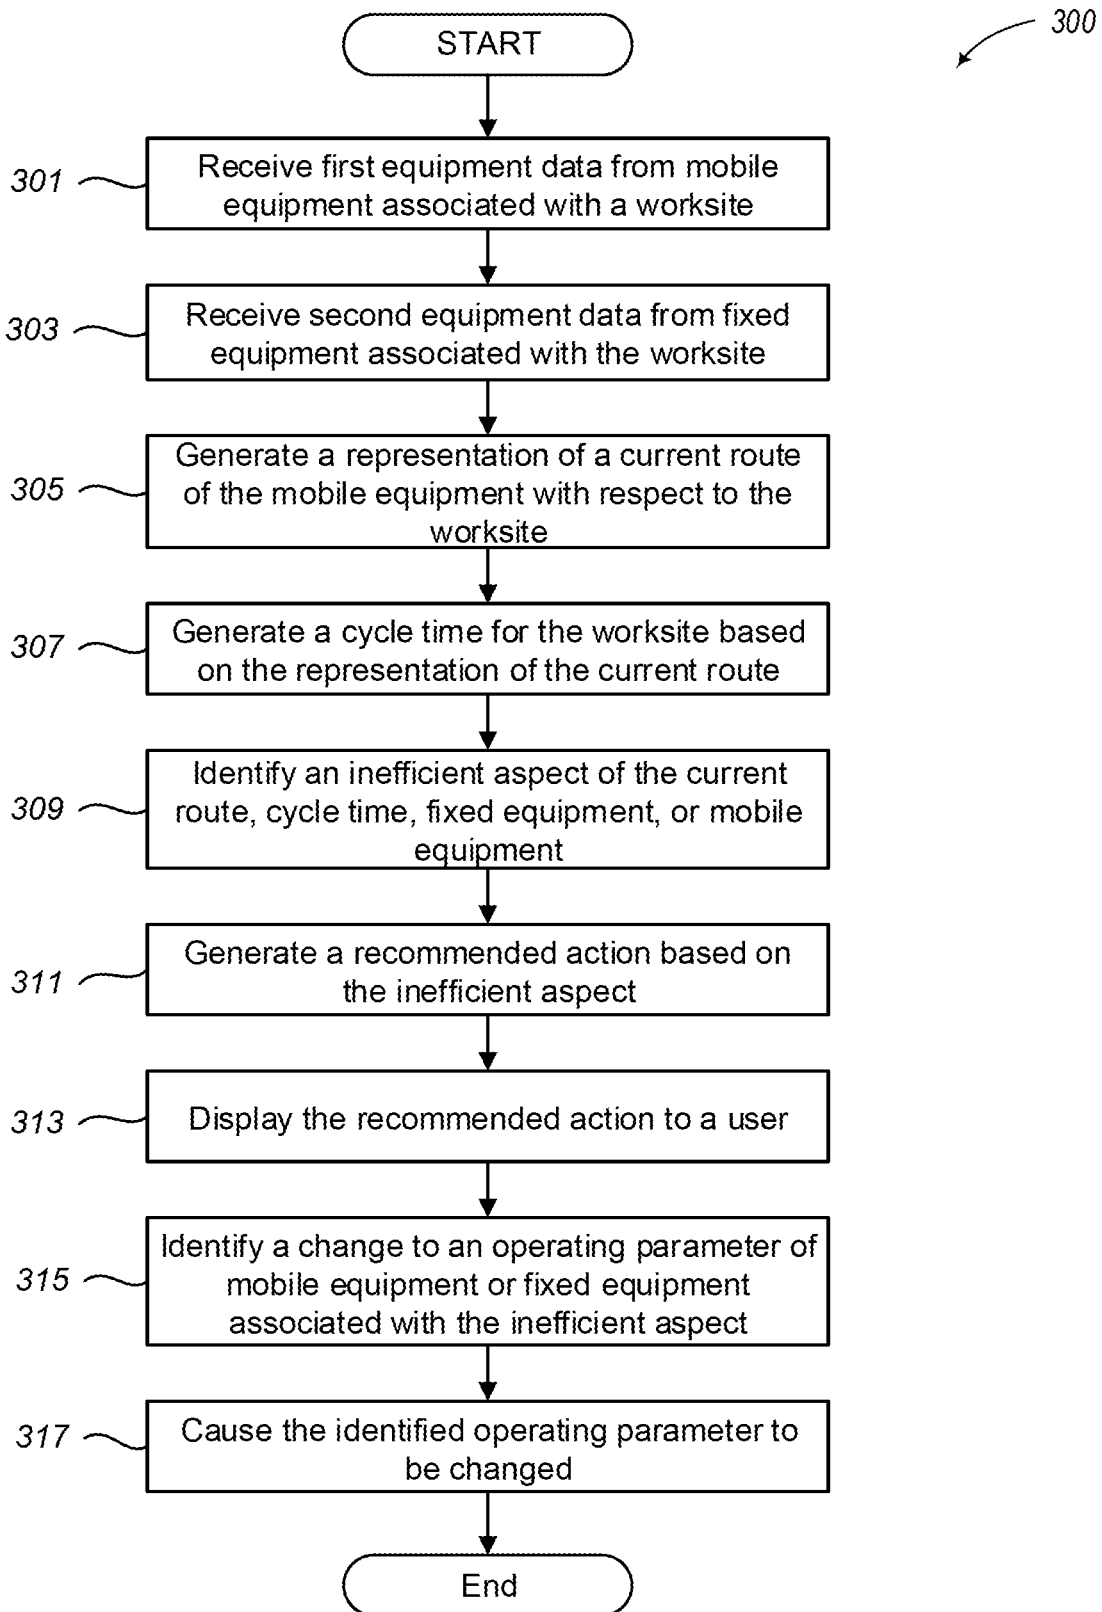 START
300
301
Receive first equipment data from mobile
equipment associated with a worksite
303
Receive second equipment data from fixed
equipment associated with the worksite
305
Generate a representation of a current route
of the mobile equipment with respect to the
worksite
307
Generate a cycle time for the worksite based
on the representation of the current route
309
Identify an inefficient aspect of the current
route, cycle time, fixed equipment, or mobile
equipment
311
Generate a recommended action based on
the inefficient aspect
313
Display the recommended action to a user
315
Identify a change to an operating parameter of
mobile equipment or fixed equipment
associated with the inefficient aspect
317
Cause the identified operating parameter to
be changed
End